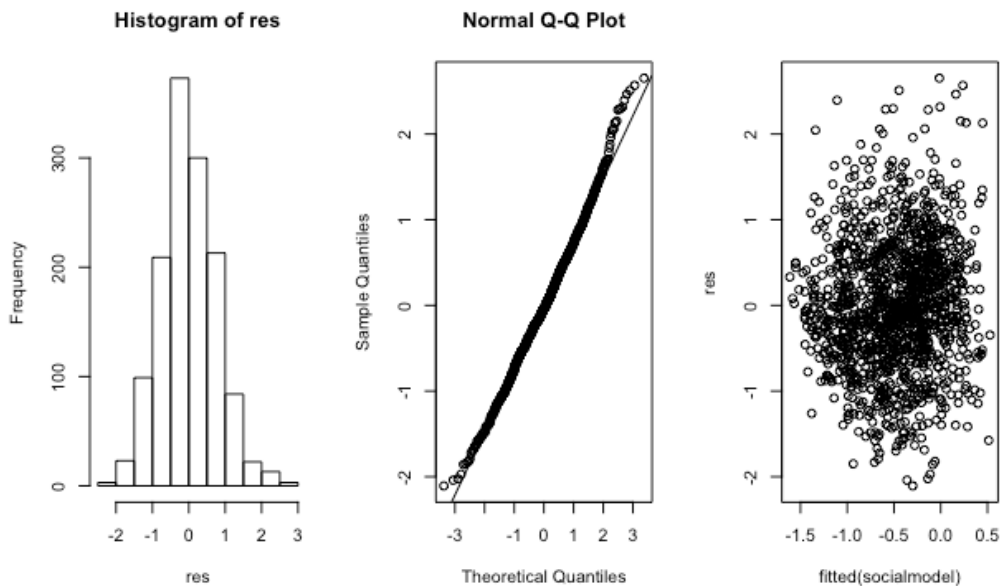 Histogram of res
Frequency
300
200
100
0
-2 -1 0 1 2 3
res
Normal Q-Q Plot
Sample Quantiles
2
1
0
-1
-2
-3 -1 0 1 2 3
Theoretical Quantiles
res
2
1
0
-1
-2
-1.5 -1.0 -0.5 0.0 0.5
fitted(socialmodel)